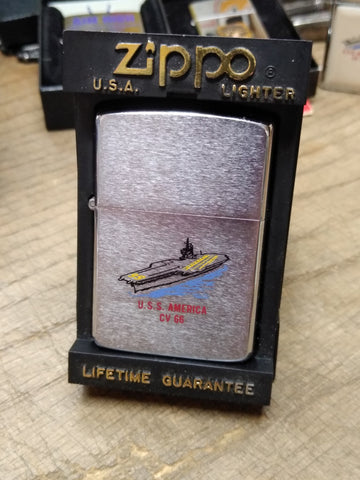 Zippo ®
U.S.A. LIGHTER
U.S.S. AMERICA
CV 66
LIFETIME GUARANTEE